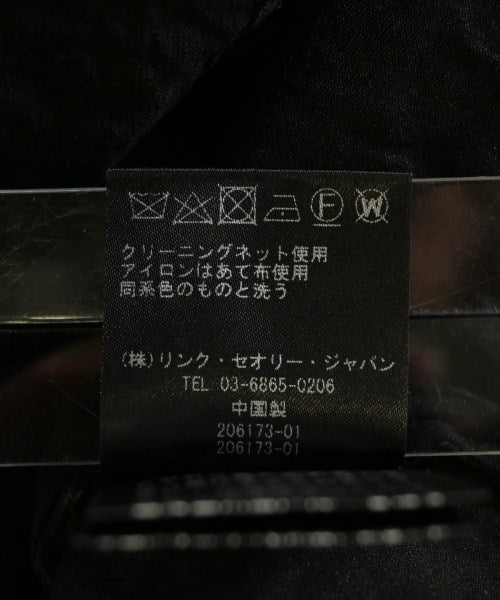 F W
クリーニングネット使用
アイロンはあて布使用
同系色のものと洗う
(株)リンク・セオリー・ジャパン
TEL 03-6865-0206
中国製
206173-01
206173-01